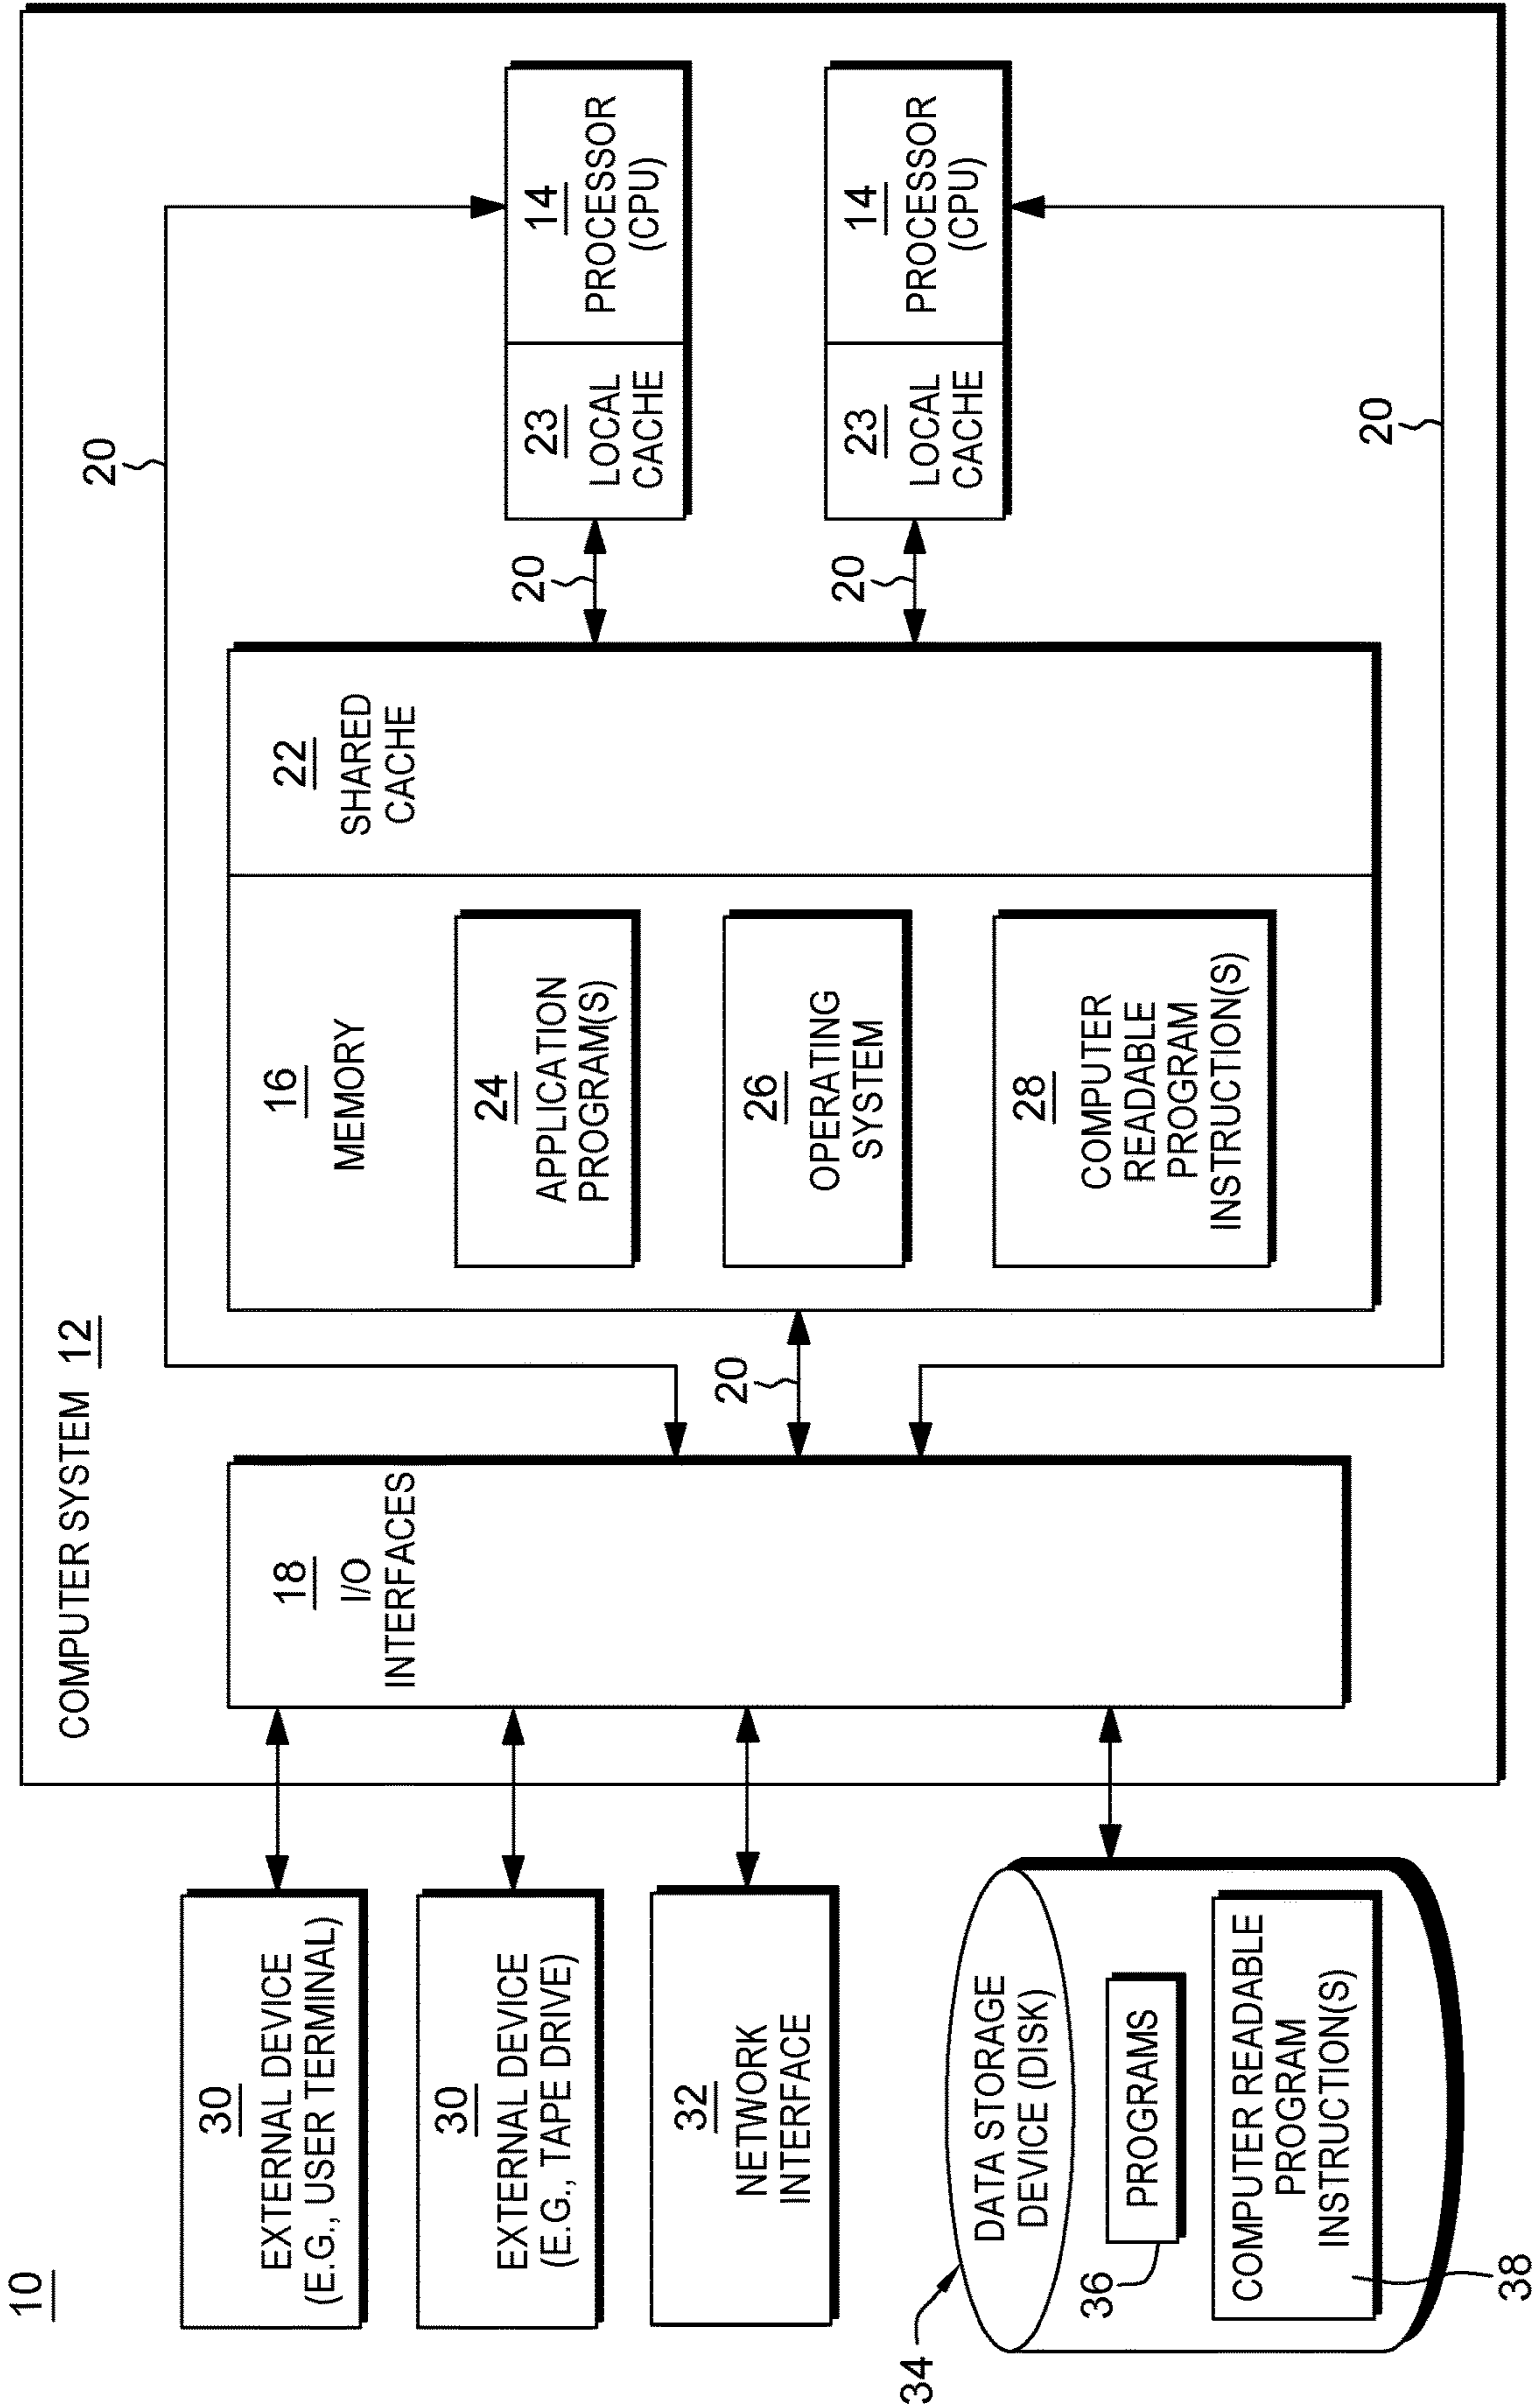 10
COMPUTER SYSTEM 12
30
EXTERNAL DEVICE
(E.G., USER TERMINAL)
30
EXTERNAL DEVICE
(E.G., TAPE DRIVE)
32
NETWORK
INTERFACE
34
DATA STORAGE
DEVICE (DISK)
36
PROGRAMS
COMPUTER READABLE
PROGRAM
INSTRUCTION(S)
38
18
I/O
INTERFACES
20
20
16
MEMORY
24
APPLICATION
PROGRAM(S)
26
OPERATING
SYSTEM
28
COMPUTER
READABLE
PROGRAM
INSTRUCTION(S)
22
SHARED
CACHE
20
20
23
LOCAL
CACHE
14
PROCESSOR
(CPU)
23
LOCAL
CACHE
14
PROCESSOR
(CPU)
20